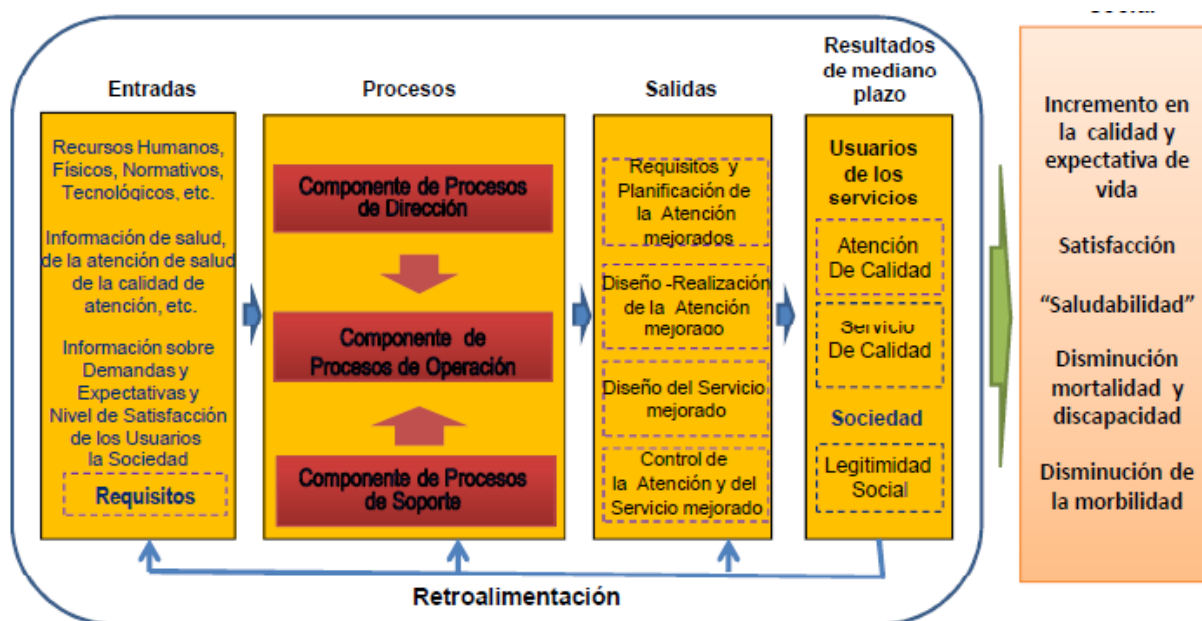 Entradas
Recursos Humanos,
Físicos, Normativos,
Tecnológicos, etc.
Información de salud,
de la atención de salud
de la calidad de
atención, etc.
Información sobre
Demandas y
Expectativas y
Nivel de Satisfacción
de los Usuarios
la Sociedad
Requisitos
Procesos
Componente de Procesos
de Dirección
Componente de
Procesos de Operación
Componente de Procesos
de Soporte
Salidas
Requisitos y
Planificación de
la Atención
mejorados
Diseño -Realización
de la Atención
mejorado
Diseño del Servicio
mejorado
Control de
la Atención y del
Servicio mejorado
Resultados
de mediano
plazo
Usuarios
de los
servicios
Atención
De Calidad
Servicio
De Calidad
Sociedad
Legitimidad
Social
Incremento en
la calidad y
expectativa de
vida
Satisfacción
“Saludabilidad”
Disminución
mortalidad y
discapacidad
Disminución de
la morbilidad
Retroalimentación